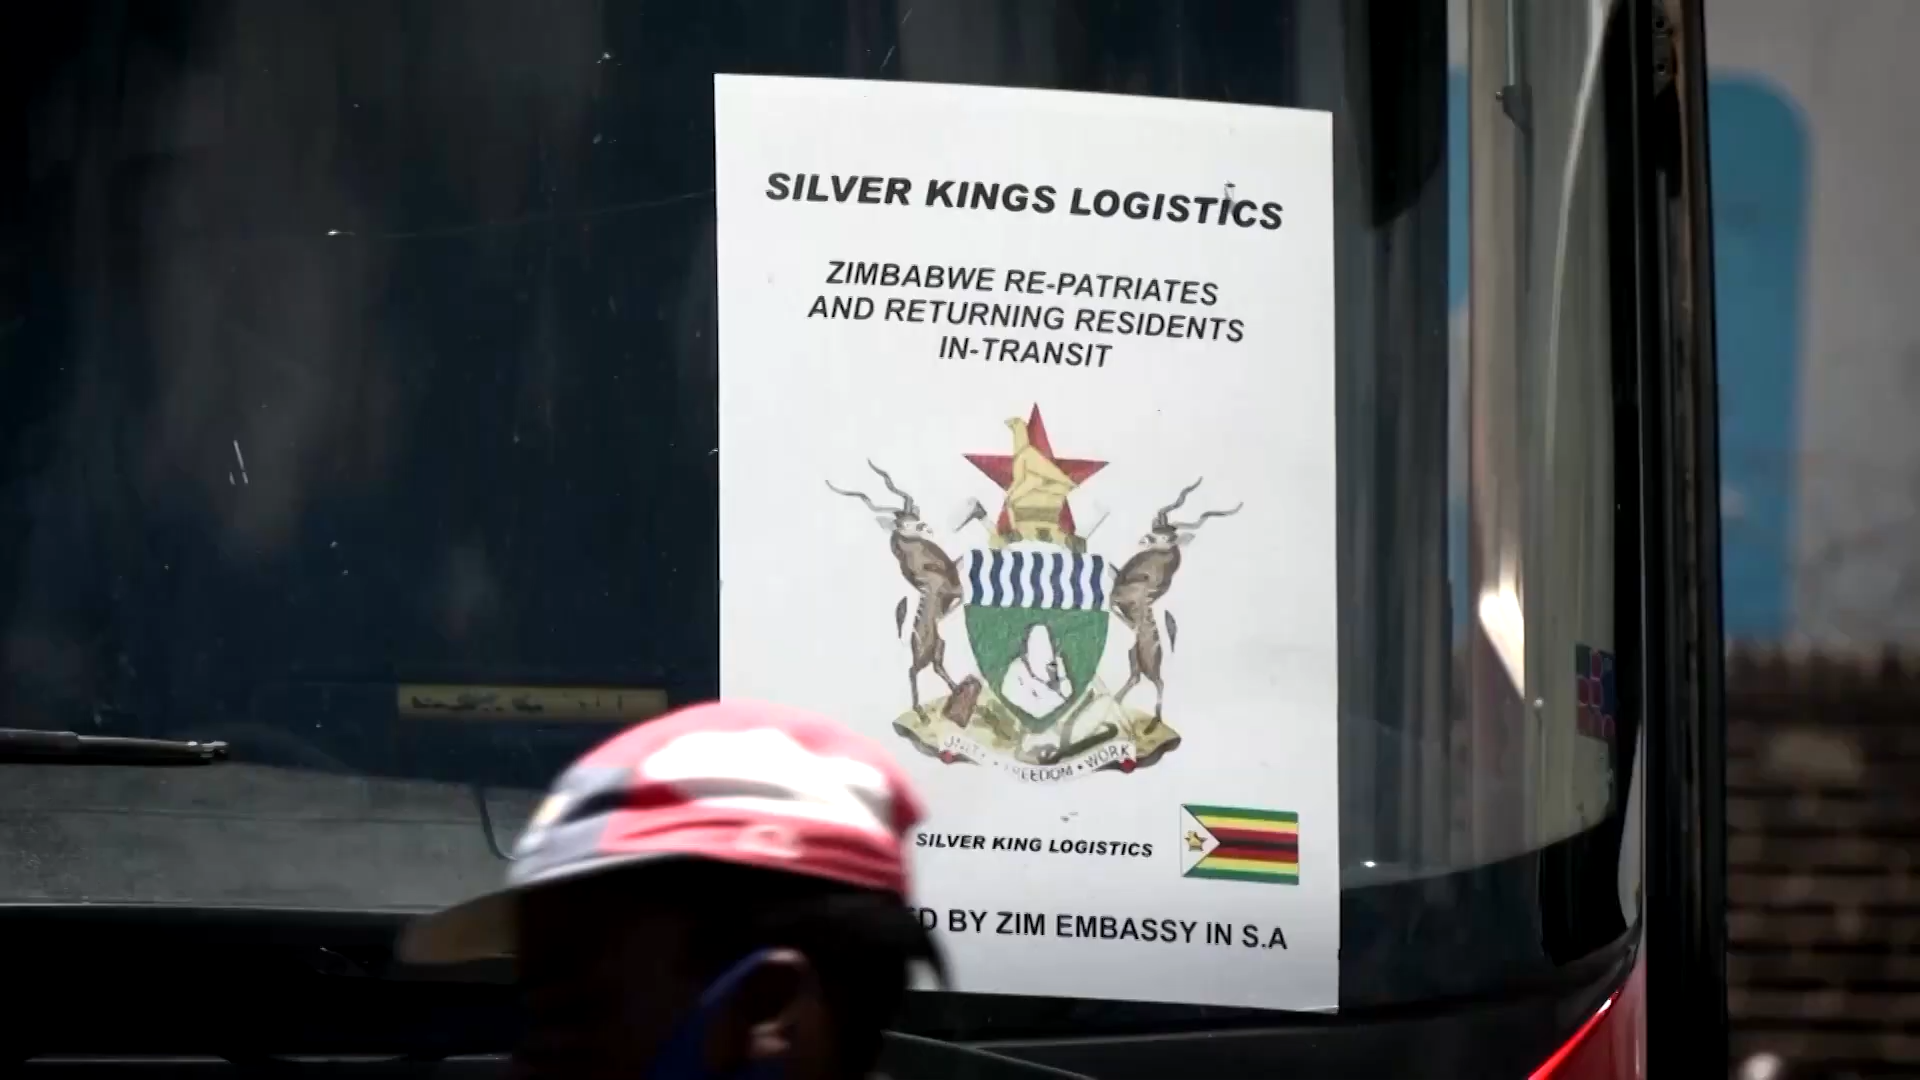 SILVER KINGS LOGISTICS
ZIMBABWE RE-PATRIATES
AND RETURNING RESIDENTS
IN-TRANSIT
UNITY • FREEDOM • WORK
SILVER KING LOGISTICS
D BY ZIM EMBASSY IN S.A